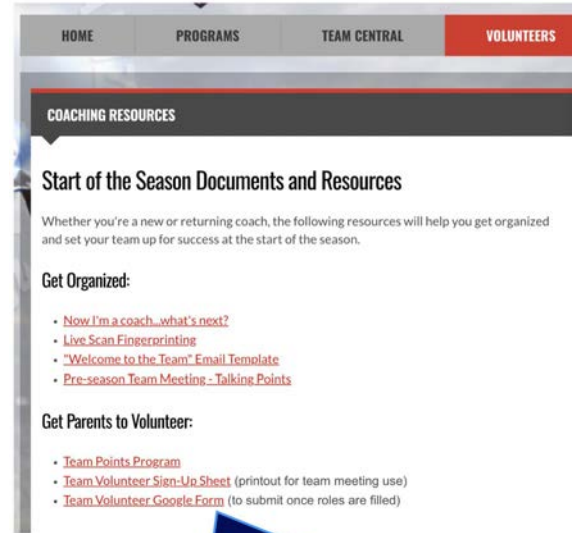 HOME PROGRAMS TEAM CENTRAL VOLUNTEERS
COACHING RESOURCES
Start of the Season Documents and Resources
Whether you're a new or returning coach, the following resources will help you get organized
and set your team up for success at the start of the season.
Get Organized:
• Now I'm a coach...what's next?
• Live Scan Fingerprinting
• "Welcome to the Team" Email Template
• Pre-season Team Meeting - Talking Points
Get Parents to Volunteer:
• Team Points Program
• Team Volunteer Sign-Up Sheet (printout for team meeting use)
• Team Volunteer Google Form (to submit once roles are filled)